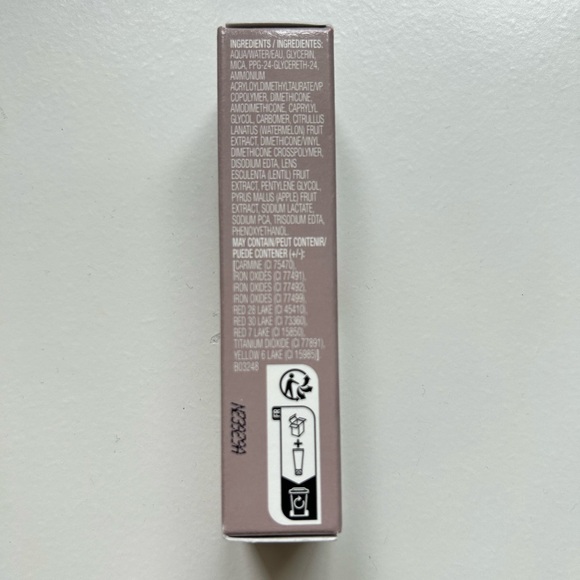 INGREDIENTS / INGREDIENTES:
AQUA/WATER/EAU, GLYCERIN,
MICA, PPG-24-GLYCERETH-24,
AMMONIUM
ACRYLOYLDIMETHYLTAURATE/VP
COPOLYMER, DIMETHICONE,
AMODIMETHICONE, CAPRYLYL
GLYCOL, CARBOMER, CITRULLUS
LANATUS (WATERMELON) FRUIT
EXTRACT, DIMETHICONE/VINYL
DIMETHICONE CROSSPOLYMER,
DISODIUM EDTA, LENS
ESCULENTA (LENTIL) FRUIT
EXTRACT, PENTYLENE GLYCOL,
PYRUS MALUS (APPLE) FRUIT
EXTRACT, SODIUM LACTATE,
SODIUM PCA, TRISODIUM EDTA,
PHENOXYETHANOL.
MAY CONTAIN/PEUT CONTENIR/
PUEDE CONTENER (+/-):
[CARMINE (CI 75470),
IRON OXIDES (CI 77491),
IRON OXIDES (CI 77492),
IRON OXIDES (CI 77499),
RED 28 LAKE (CI 45410),
RED 30 LAKE (CI 73360),
RED 7 LAKE (CI 15850),
TITANIUM DIOXIDE (CI 77891),
YELLOW 6 LAKE (CI 15985)]
B03248
FR
N23929A